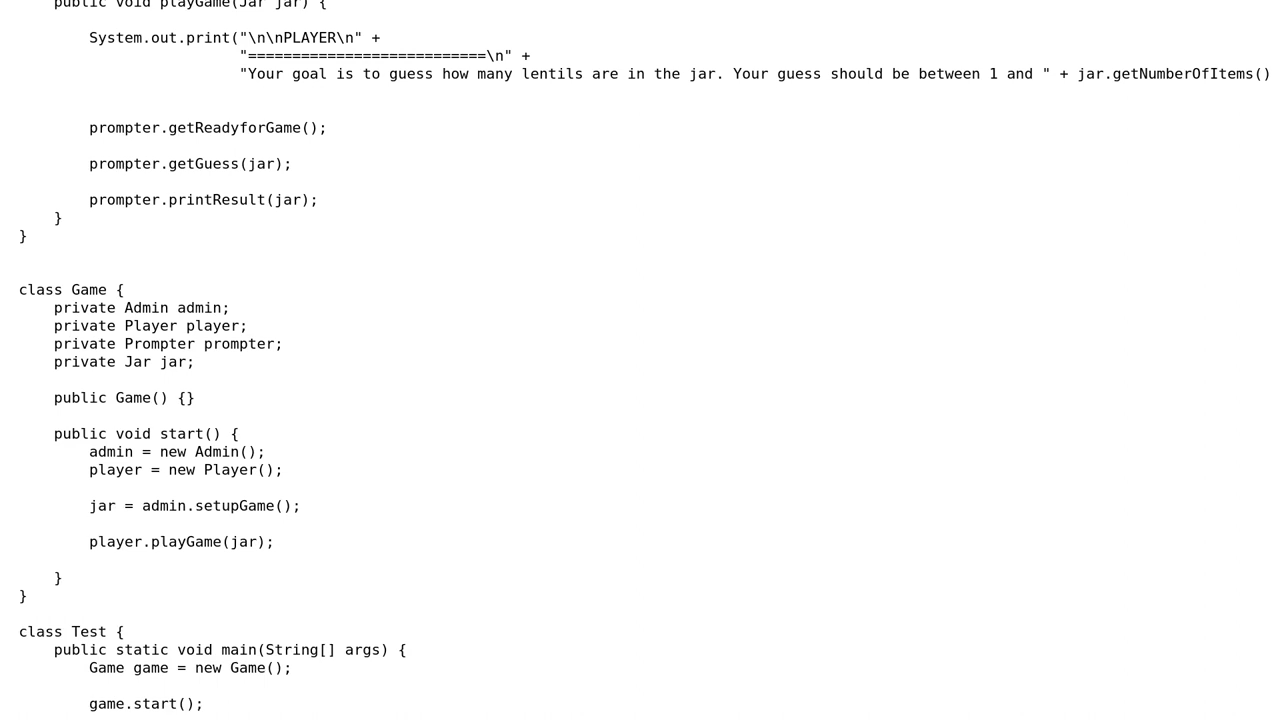 public void playGame(Jar jar) {

        System.out.print("\n\nPLAYER\n" +
                         "===========================\n" +
                         "Your goal is to guess how many lentils are in the jar. Your guess should be between 1 and " + jar.getNumberOfItems()


        prompter.getReadyforGame();

        prompter.getGuess(jar);

        prompter.printResult(jar);
    }
}


class Game {
    private Admin admin;
    private Player player;
    private Prompter prompter;
    private Jar jar;

    public Game() {}

    public void start() {
        admin = new Admin();
        player = new Player();

        jar = admin.setupGame();

        player.playGame(jar);

    }
}

class Test {
    public static void main(String[] args) {
        Game game = new Game();

        game.start();